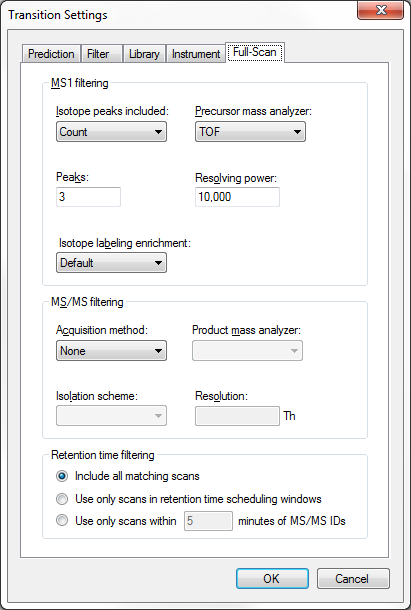 Transition Settings
Prediction Filter Library Instrument Full-Scan
MS1 filtering
Isotope peaks included: Precursor mass analyzer:
Count TOF
Peaks: Resolving power:
3 10,000
Isotope labeling enrichment:
Default
MS/MS filtering
Acquisition method: Product mass analyzer:
None
Isolation scheme: Resolution:
Th
Retention time filtering
Include all matching scans
Use only scans in retention time scheduling windows
Use only scans within 5 minutes of MS/MS IDs
OK Cancel